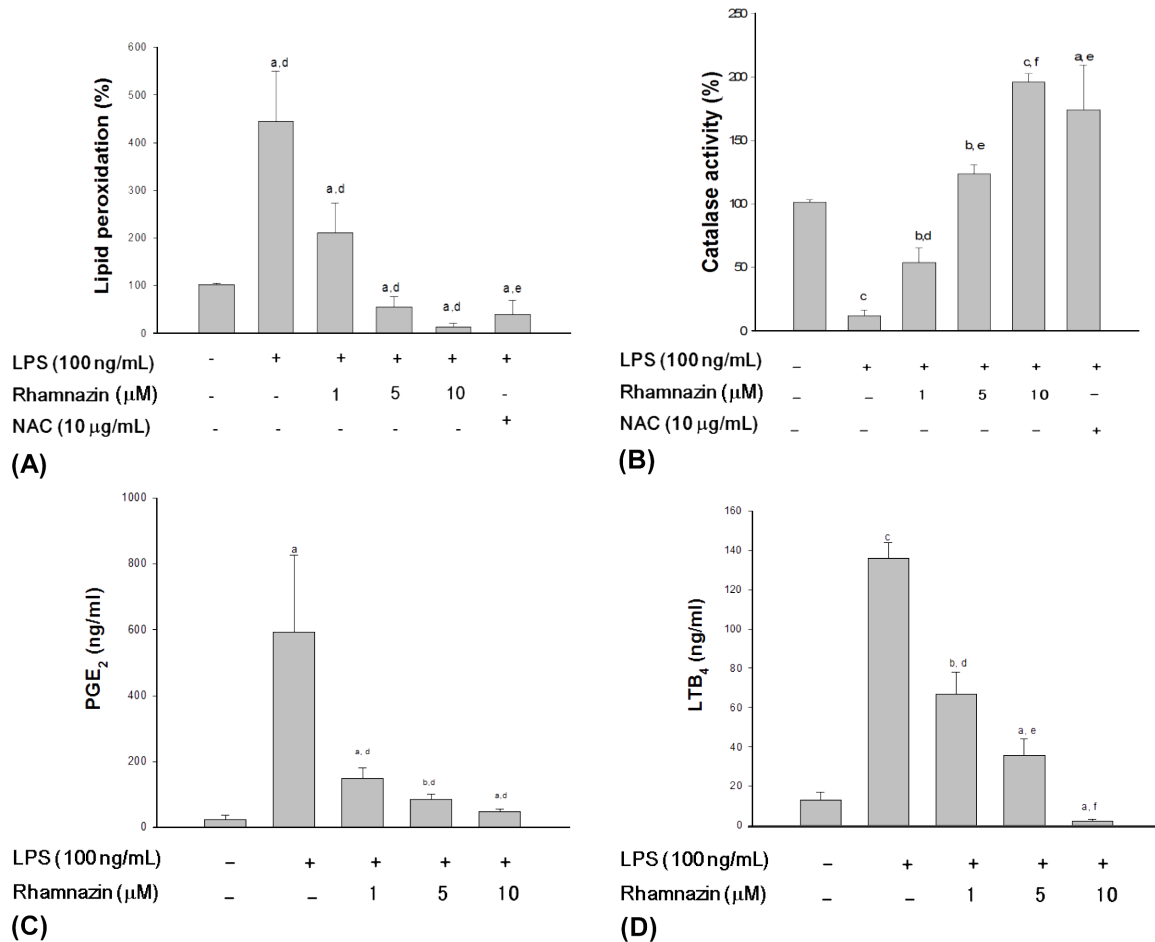 600
500
400
300
200
100
0
Lipid peroxidation (%)
a,d
a,d
a,d
a,d
a,e
LPS (100 ng/mL) - + + + + +
Rhamnazin (μM) - - 1 5 10 -
NAC (10 μg/mL) - - - - - +
(A)
250
200
150
100
50
0
Catalase activity (%)
c
b,d
b, e
c, f
a, e
LPS (100 ng/mL) – + + + + +
Rhamnazin (μM) – – 1 5 10 –
NAC (10 μg/mL) – – – – – +
(B)
1000
800
600
400
200
0
PGE2 (ng/ml)
a
a, d
b,d
a,d
LPS (100 ng/mL) – + + + +
Rhamnazin (μM) – – 1 5 10
(C)
160
140
120
100
80
60
40
20
0
LTB4 (ng/ml)
c
b, d
a, e
a, f
LPS (100 ng/mL) – + + + +
Rhamnazin (μM) – – 1 5 10
(D)